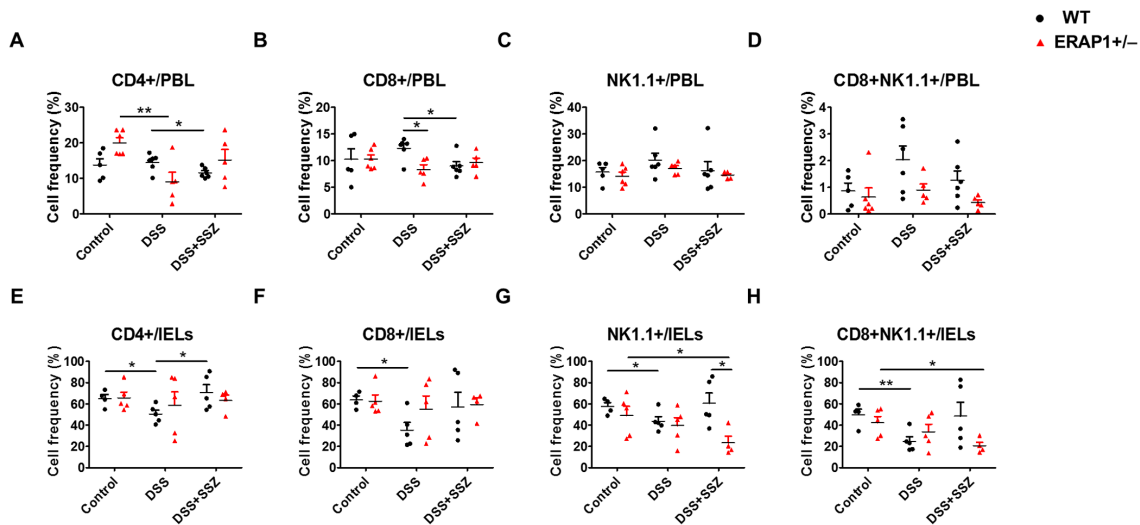 WT
ERAP1+/–
A
B
C
D
CD4+/PBL
CD8+/PBL
NK1.1+/PBL
CD8+NK1.1+/PBL
Cell frequency (%)
30
20
10
0
**
*
Control
DSS
DSS+SSZ
Cell frequency (%)
20
15
10
5
0
*
*
Control
DSS
DSS+SSZ
Cell frequency (%)
40
30
20
10
0
Control
DSS
DSS+SSZ
Cell frequency (%)
4
3
2
1
0
Control
DSS
DSS+SSZ
E
F
G
H
CD4+/IELs
CD8+/IELs
NK1.1+/IELs
CD8+NK1.1+/IELs
Cell frequency (% )
100
80
60
40
20
0
*
*
Control
DSS
DSS+SSZ
Cell frequency (% )
100
80
60
40
20
0
*
Control
DSS
DSS+SSZ
Cell frequency (% )
100
80
60
40
20
0
*
*
*
Control
DSS
DSS+SSZ
Cell frequency (% )
100
80
60
40
20
0
*
**
Control
DSS
DSS+SSZ